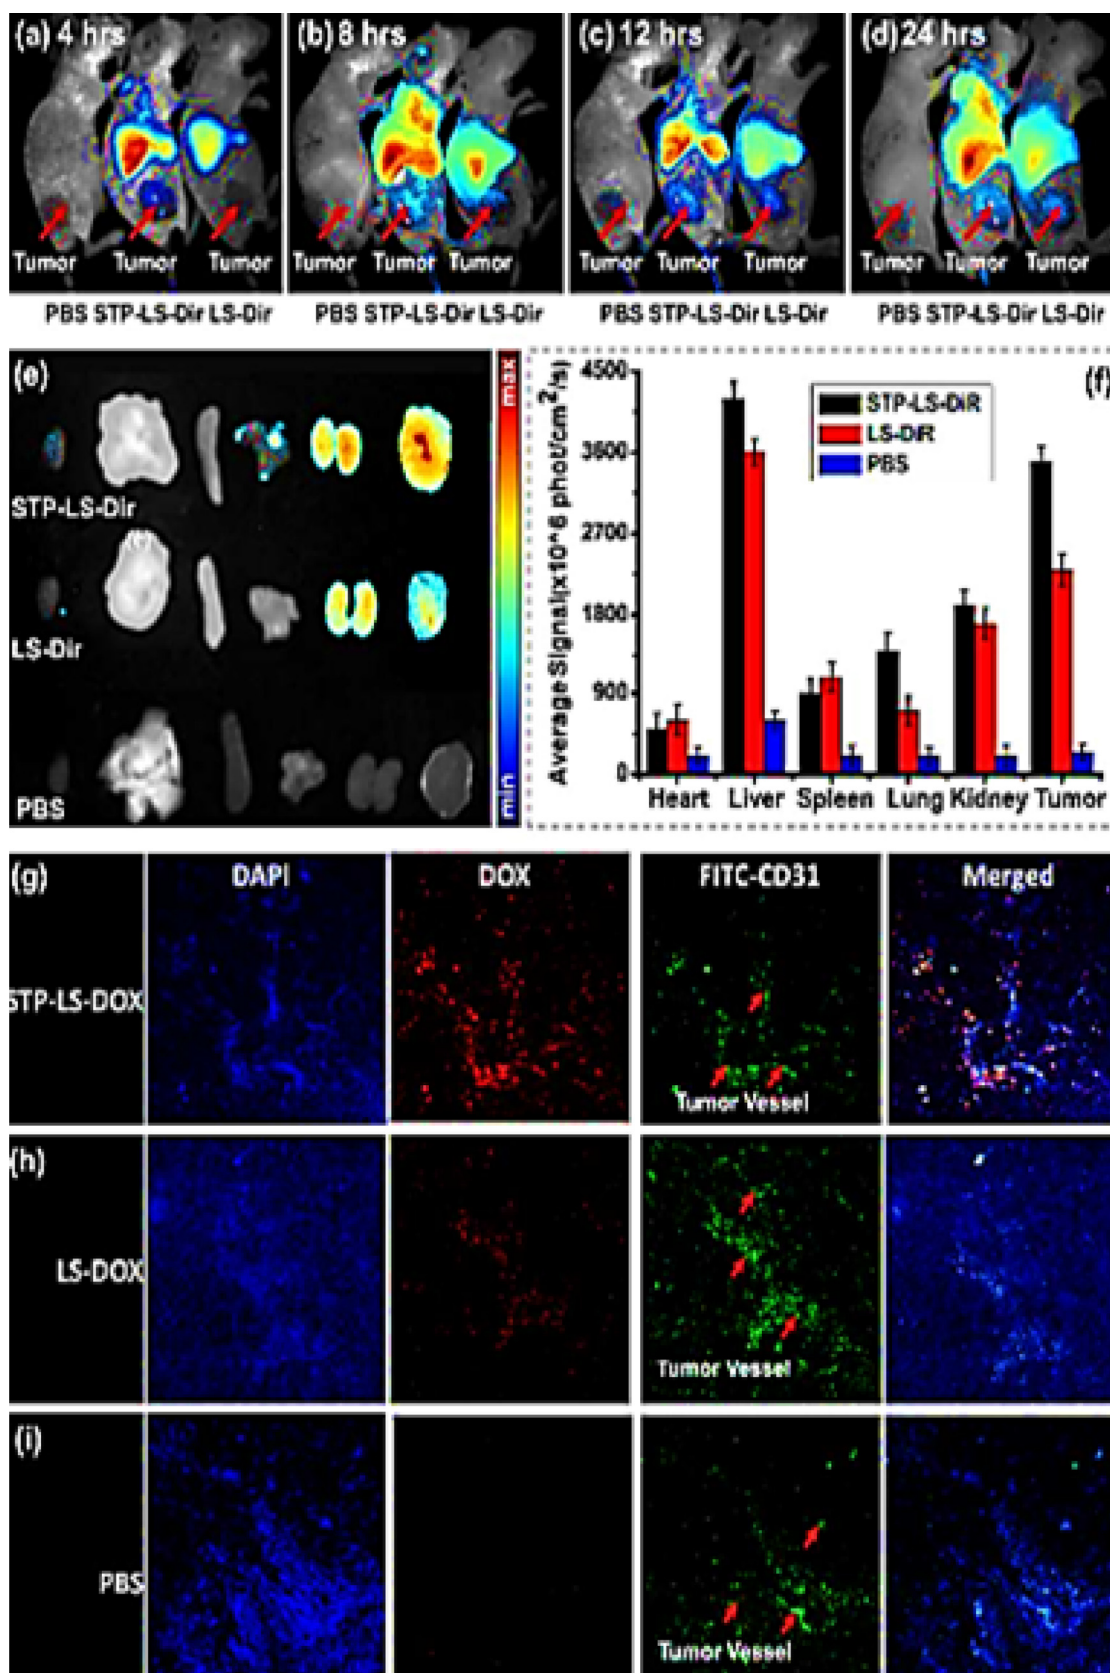 (a) 4 hrs
(b) 8 hrs
(c) 12 hrs
(d) 24 hrs
Tumor Tumor Tumor
Tumor Tumor Tumor
Tumor Tumor Tumor
Tumor Tumor Tumor
PBS STP-LS-Dir LS-Dir
PBS STP-LS-Dir LS-Dir
PBS STP-LS-Dir LS-Dir
PBS STP-LS-Dir LS-Dir
(e)
STP-LS-Dir
LS-Dir
PBS
max
min
(f)
Average Signal(x10^6 phot/cm^2/s)
4500
3600
2700
1800
900
0
STP-LS-DiR
LS-DiR
PBS
Heart Liver Spleen Lung Kidney Tumor
(g)
DAPI
DOX
FITC-CD31
Merged
STP-LS-DOX
Tumor Vessel
(h)
LS-DOX
Tumor Vessel
(i)
PBS
Tumor Vessel